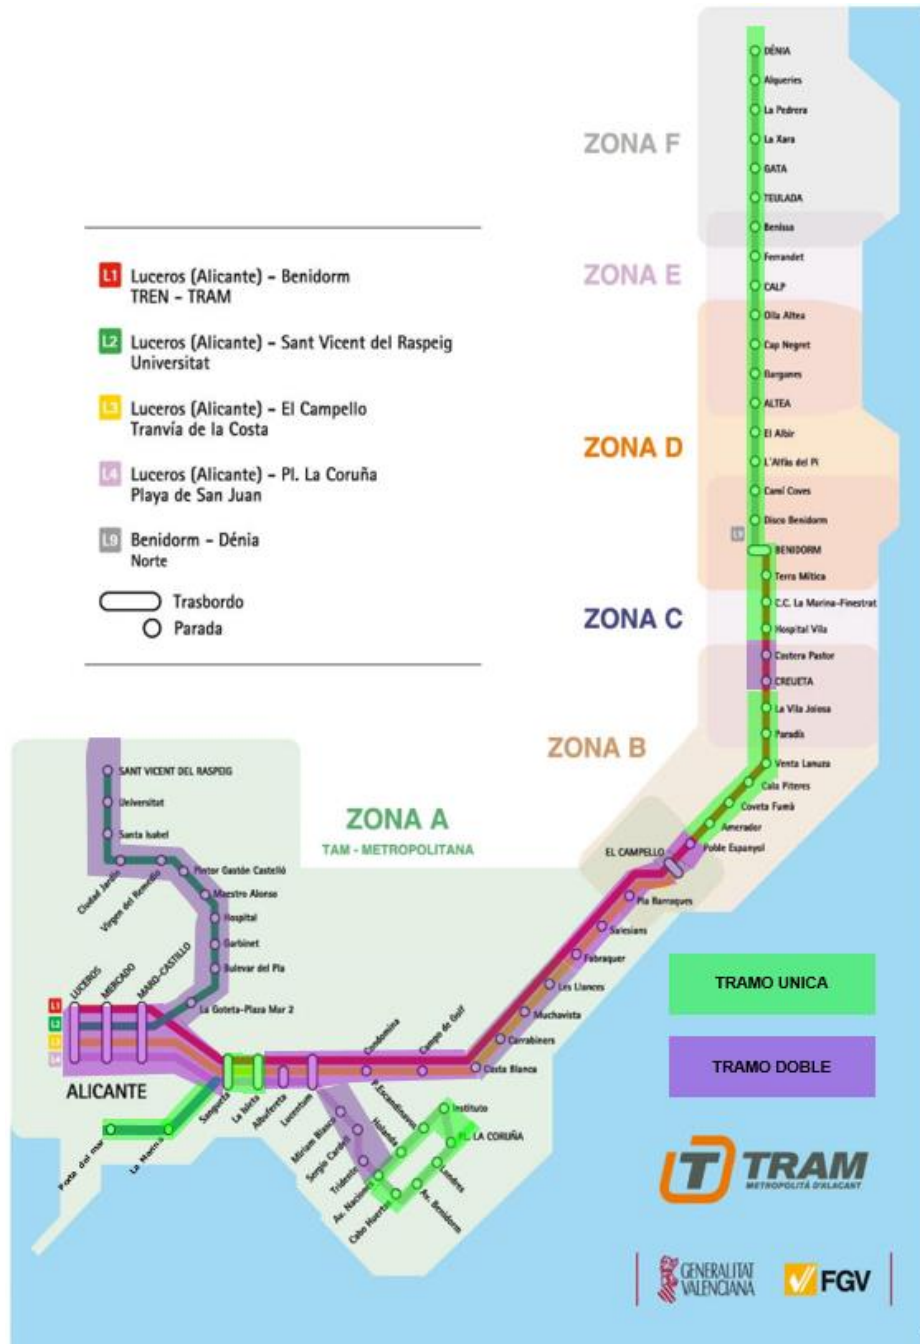 DÉNIA
Alqueries
La Pedrera
La Xara
GATA
TEULADA
Benissa
Ferrandet
CALP
Olla Altea
Cap Negret
Garganes
ALTEA
El Albir
L'Alfàs del Pi
Camí Coves
Disco Benidorm
L9
BENIDORM
Terra Mítica
C.C. La Marina-Finestrat
Hospital Vila
Costera Pastor
CREUETA
La Vila Joiosa
Paradís
Venta Lanuza
Cala Piteres
Coveta Fumà
Amerador
Poble Espanyol
EL CAMPELLO
Pla Barraques
Salesians
Fabraquer
Les Llances
Muchavista
Carrabiners
Costa Blanca
ZONA F
ZONA E
ZONA D
ZONA C
ZONA B
ZONA A
TAM - METROPOLITANA
L1 Luceros (Alicante) – Benidorm
TREN - TRAM
L2 Luceros (Alicante) – Sant Vicent del Raspeig
Universitat
L3 Luceros (Alicante) – El Campello
Tranvía de la Costa
L4 Luceros (Alicante) – Pl. La Coruña
Playa de San Juan
L9 Benidorm – Dénia
Norte
Trasbordo
Parada
SANT VICENT DEL RASPEIG
Universitat
Santa Isabel
Ciudad Jardín
Virgen del Remedio
Pintor Gastón Castelló
Maestro Alonso
Hospital
Garbinet
Bulevar del Pla
La Goteta-Plaza Mar 2
LUCEROS
MERCADO
MARQ-CASTILLO
L1
L2
L3
L4
ALICANTE
Sangueta
La Isleta
Albufereta
Lucentum
Condomina
Campo de Golf
Porta del mar
La Marina
Miriam Blasco
Sergio Cardell
Tridente
Av. Naciones
Cabo Huertas
Av. Benidorm
Londres
PL. LA CORUÑA
Instituto
P. Escandinavos
Holanda
TRAMO UNICA
TRAMO DOBLE
TRAM
METROPOLITÀ D'ALACANT
GENERALITAT
VALENCIANA
FGV